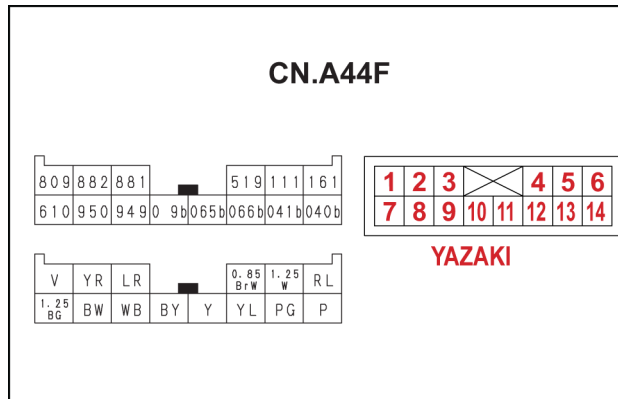 CN.A44F
809 882 881 519 111 161
610 950 949 0 9b 065b 066b 041b 040b
1 2 3 4 5 6
7 8 9 10 11 12 13 14
YAZAKI
V YR LR 0.85 BrW 1.25 W RL
1.25 BG BW WB BY Y YL PG P